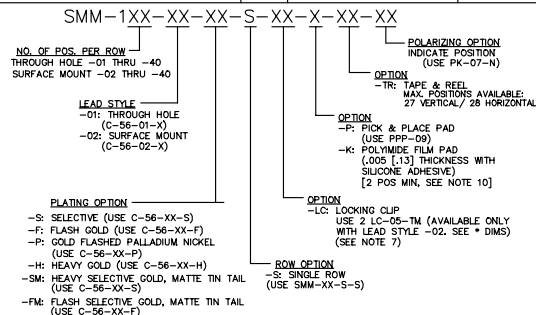 SMM-1XX-XX-XX-S-XX-X-XX-XX
NO. OF POS. PER ROW
THROUGH HOLE -01 THRU -40
SURFACE MOUNT -02 THRU -40
LEAD STYLE
-01: THROUGH HOLE
(C-56-01-X)
-02: SURFACE MOUNT
(C-56-02-X)
PLATING OPTION
-S: SELECTIVE (USE C-56-XX-S)
-F: FLASH GOLD (USE C-56-XX-F)
-P: GOLD FLASHED PALLADIUM NICKEL
(USE C-56-XX-P)
-H: HEAVY GOLD (USE C-56-XX-H)
-SM: HEAVY SELECTIVE GOLD, MATTE TIN TAIL
(USE C-56-XX-S)
-FM: FLASH SELECTIVE GOLD, MATTE TIN TAIL
(USE C-56-XX-F)
POLARIZING OPTION
INDICATE POSITION
(USE PK-07-N)
OPTION
-TR: TAPE & REEL
MAX. POSITIONS AVAILABLE:
27 VERTICAL/ 28 HORIZONTAL
OPTION
-P: PICK & PLACE PAD
(USE PPP-09)
-K: POLYIMIDE FILM PAD
(.005 [.13] THICKNESS WITH
SILICONE ADHESIVE)
[2 POS MIN, SEE NOTE 10]
OPTION
-LC: LOCKING CLIP
USE 2 LC-05-TM (AVAILABLE ONLY
WITH LEAD STYLE -02. SEE * DIMS)
(SEE NOTE 7)
ROW OPTION
-S: SINGLE ROW
(USE SMM-XX-S-S)